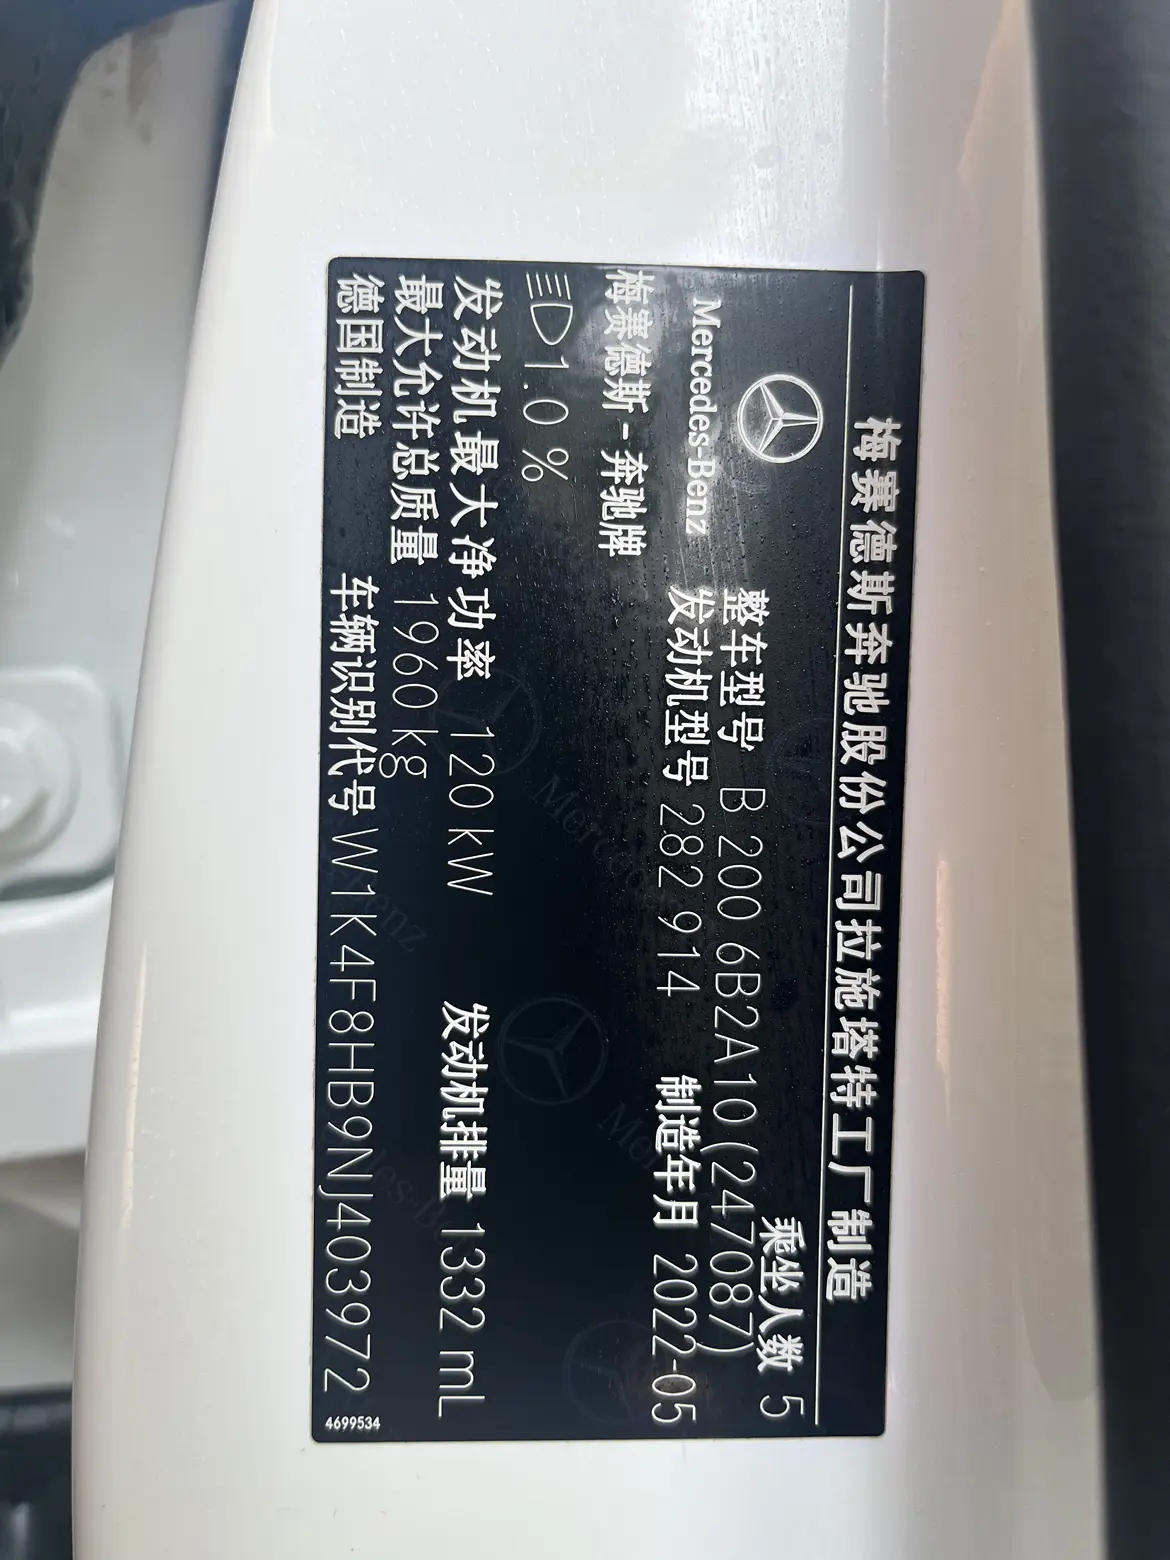 梅赛德斯奔驰股份公司拉施塔特工厂制造
乘坐人数 5
Mercedes-Benz
整车型号 B 200 6B2A10(247087)
梅赛德斯-奔驰牌
发动机型号 282 914 制造年月 2022-05
1.0 %
发动机最大净功率 120 kW 发动机排量 1332 mL
最大允许总质量 1960 kg
德国制造 车辆识别代号 W1K4F8HB9NJ403972
4699534